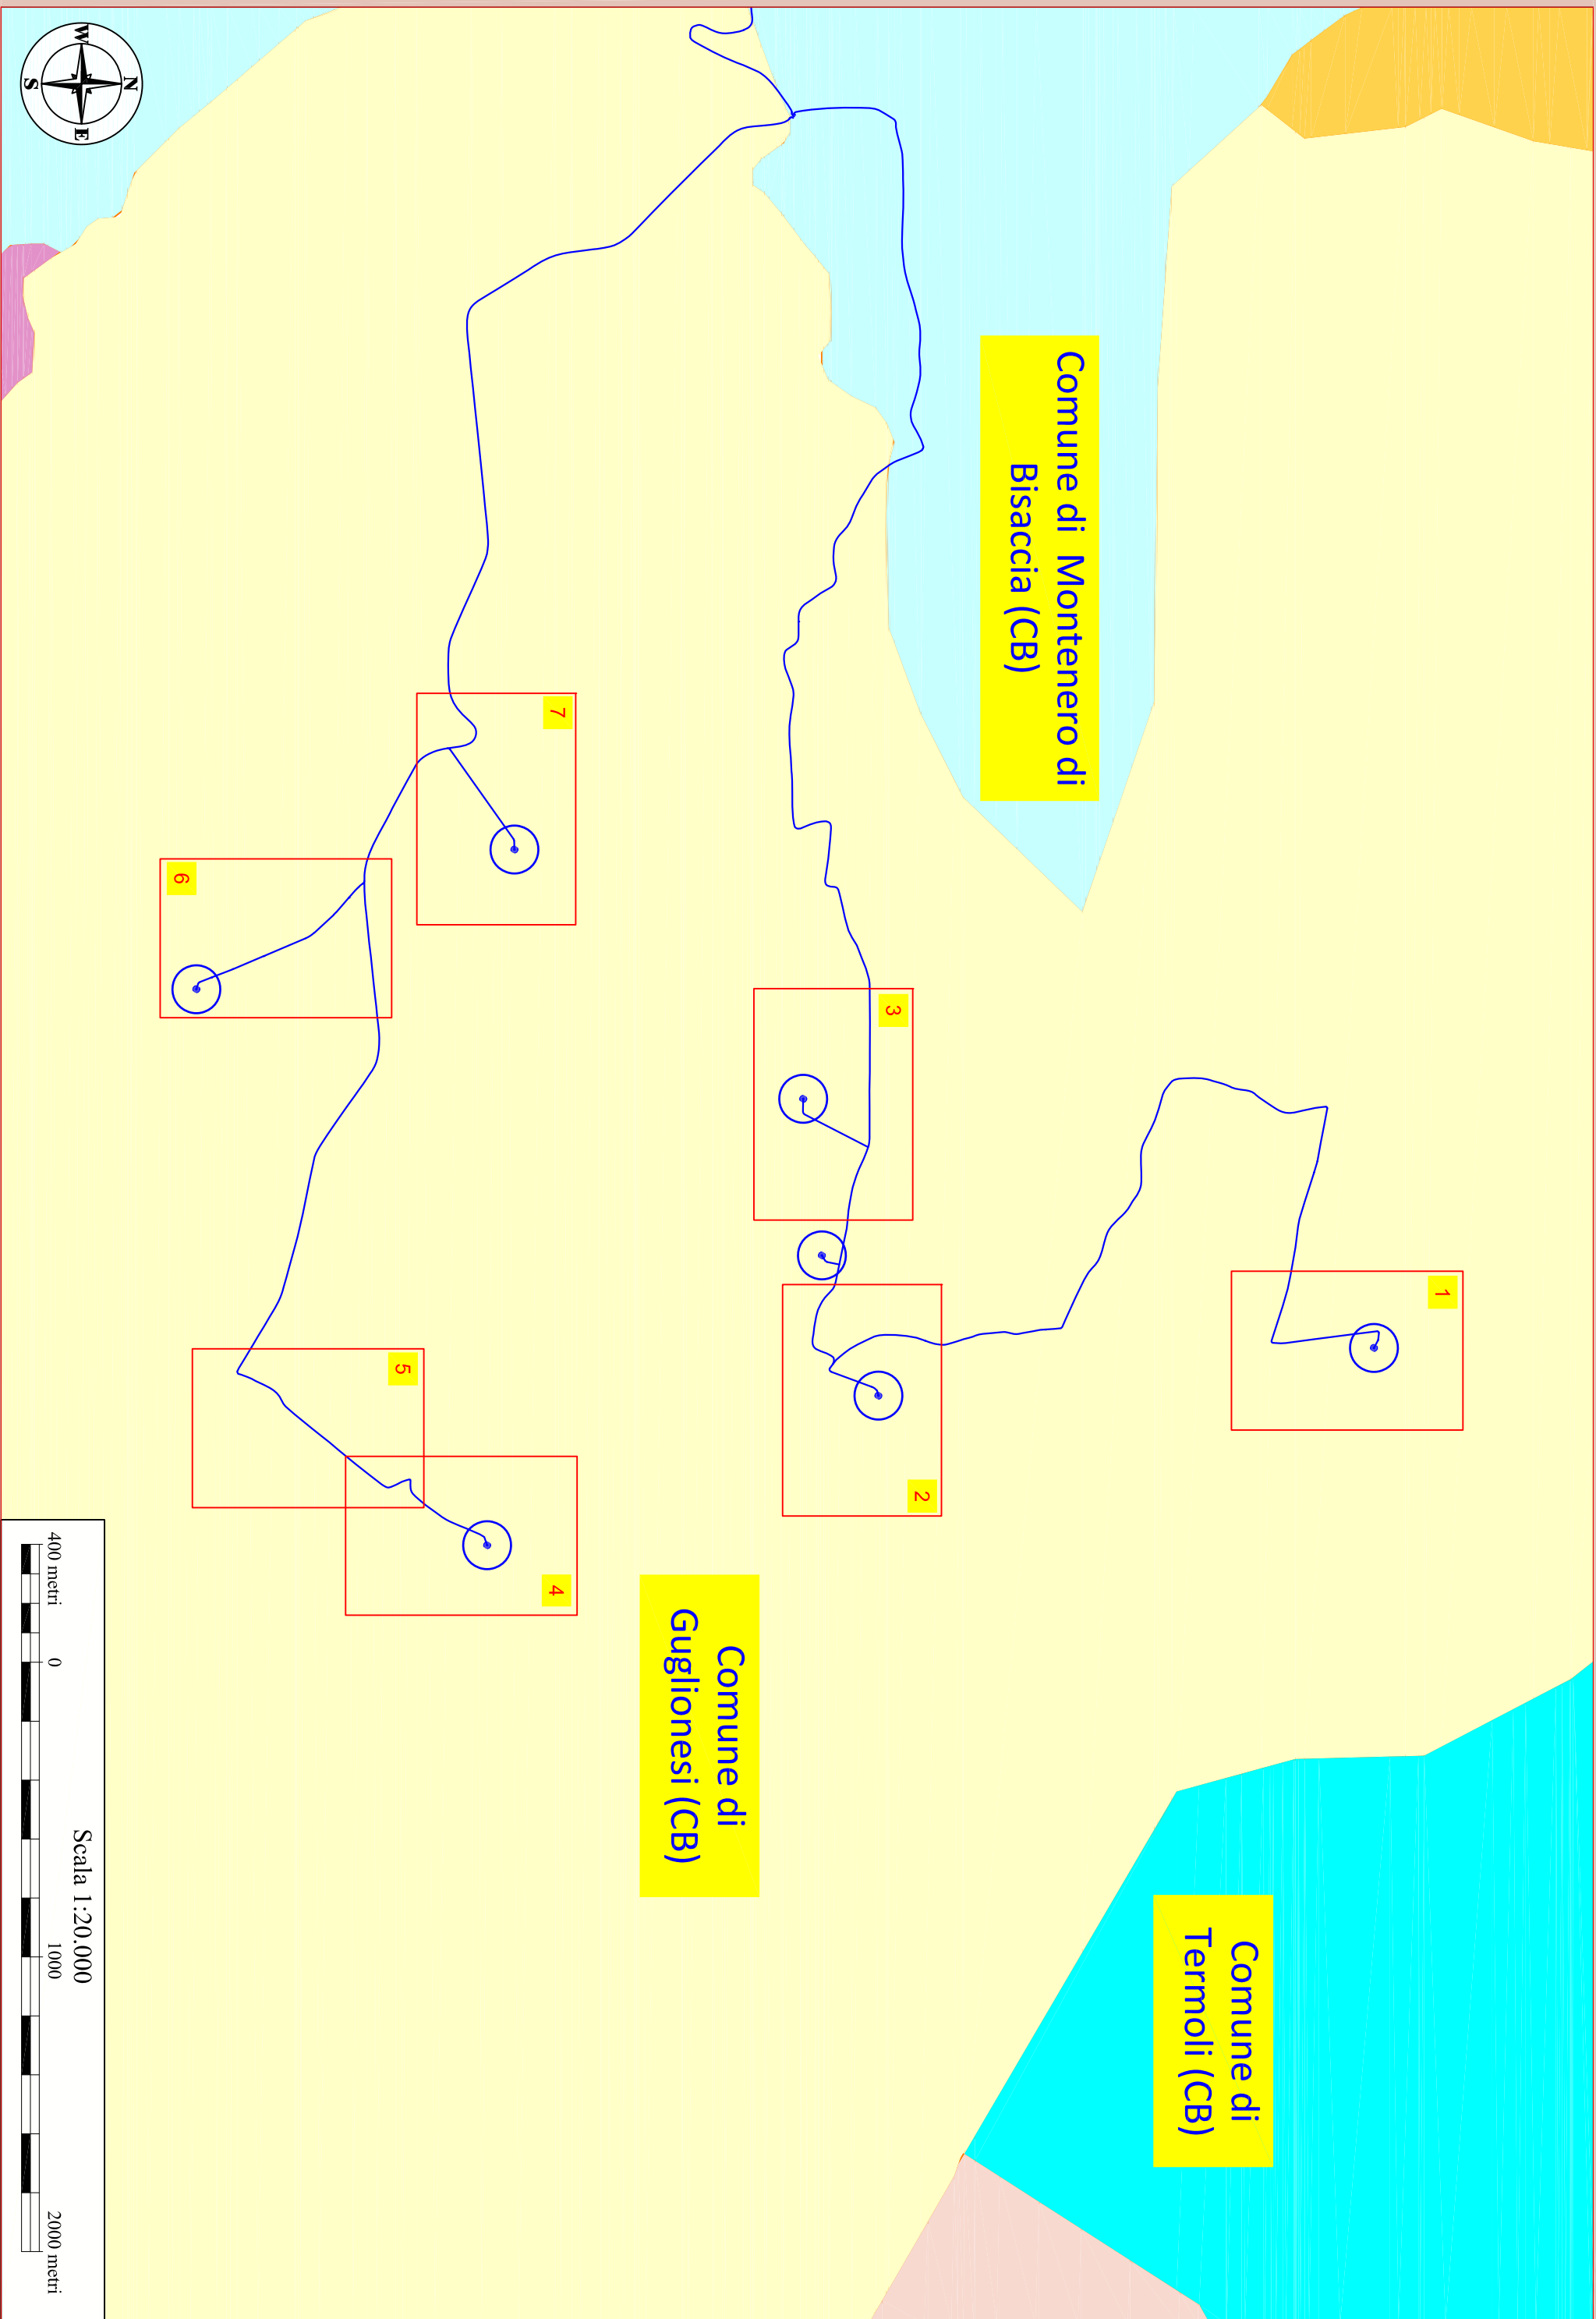 Comune di  Montenero di
Bisaccia (CB)
Comune di
Termoli (CB)
Comune di
Guglionesi (CB)
1
2
3
4
5
6
7
N
W
E
S
Scala 1:20.000
400 metri
0
1000
2000 metri